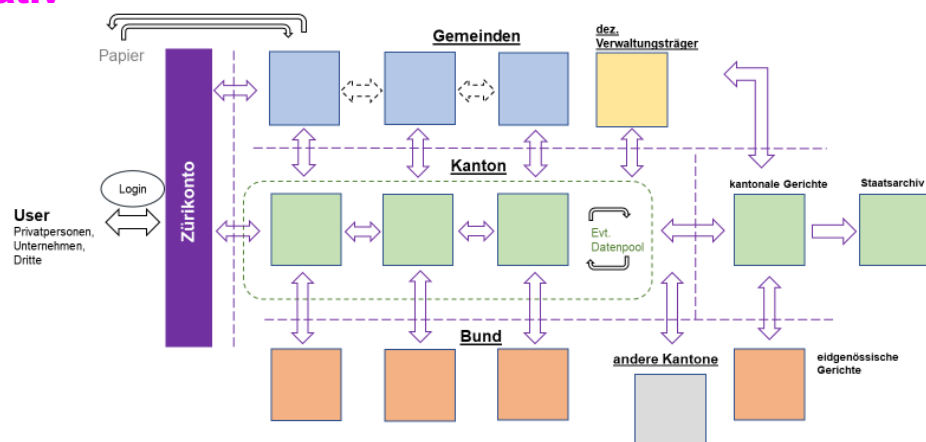 Papier
Gemeinden
dez.
Verwaltungsträger
Zürikonto
Login
User
Privatpersonen,
Unternehmen,
Dritte
Kanton
Evt.
Datenpool
kantonale Gerichte
Staatsarchiv
Bund
andere Kantone
eidgenössische
Gerichte